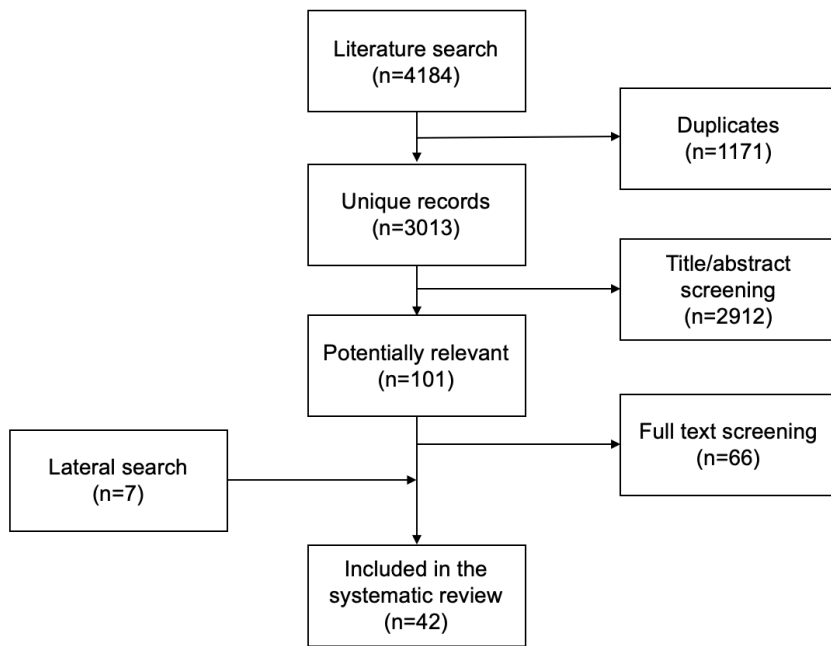 Literature search
(n=4184)
Duplicates
(n=1171)
Unique records
(n=3013)
Title/abstract
screening
(n=2912)
Potentially relevant
(n=101)
Full text screening
(n=66)
Lateral search
(n=7)
Included in the
systematic review
(n=42)